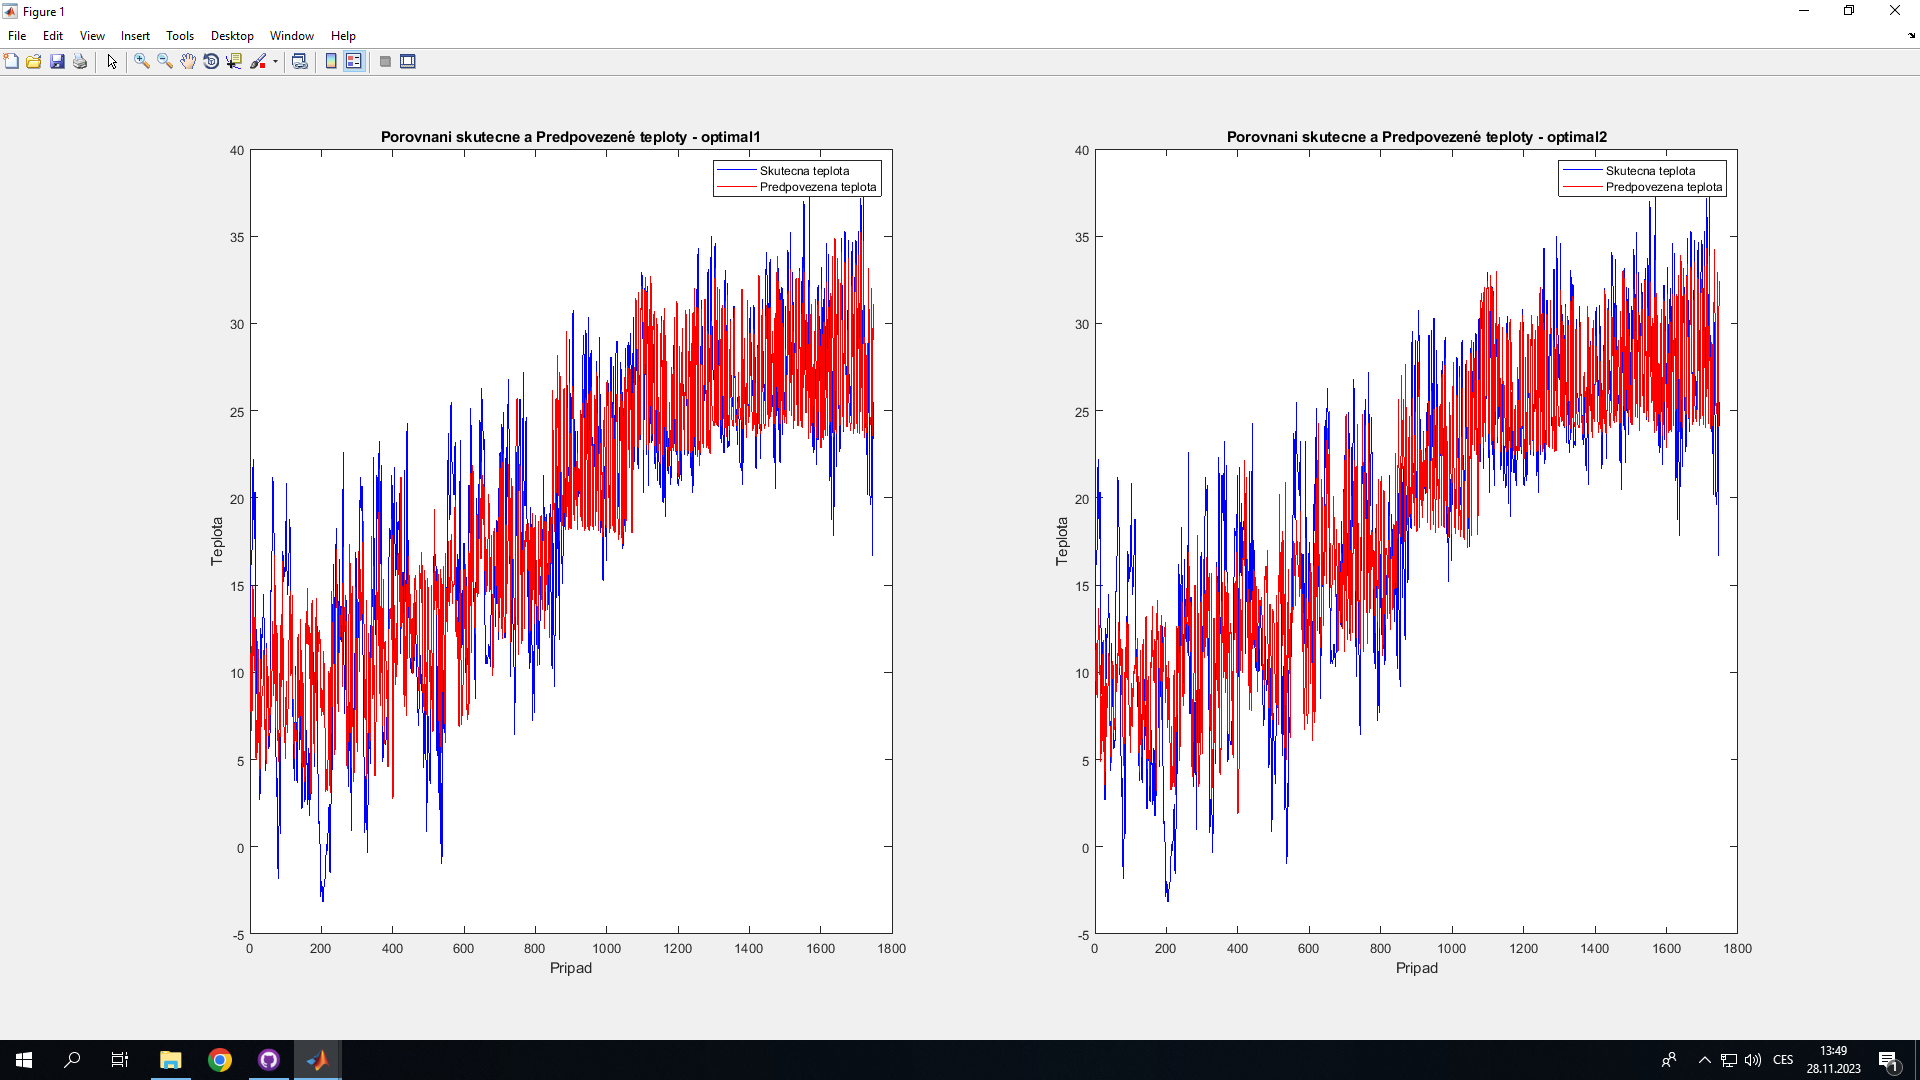 Figure 1
File Edit View Insert Tools Desktop Window Help
Porovnani skutecne a Predpovezené teploty - optimal1
Skutecna teplota
Predpovezena teplota
40
35
30
25
20
15
10
5
0
-5
Teplota
0 200 400 600 800 1000 1200 1400 1600 1800
Pripad
Porovnani skutecne a Predpovezené teploty - optimal2
Skutecna teplota
Predpovezena teplota
40
35
30
25
20
15
10
5
0
-5
Teplota
0 200 400 600 800 1000 1200 1400 1600 1800
Pripad
CES
13:49
28.11.2023
1